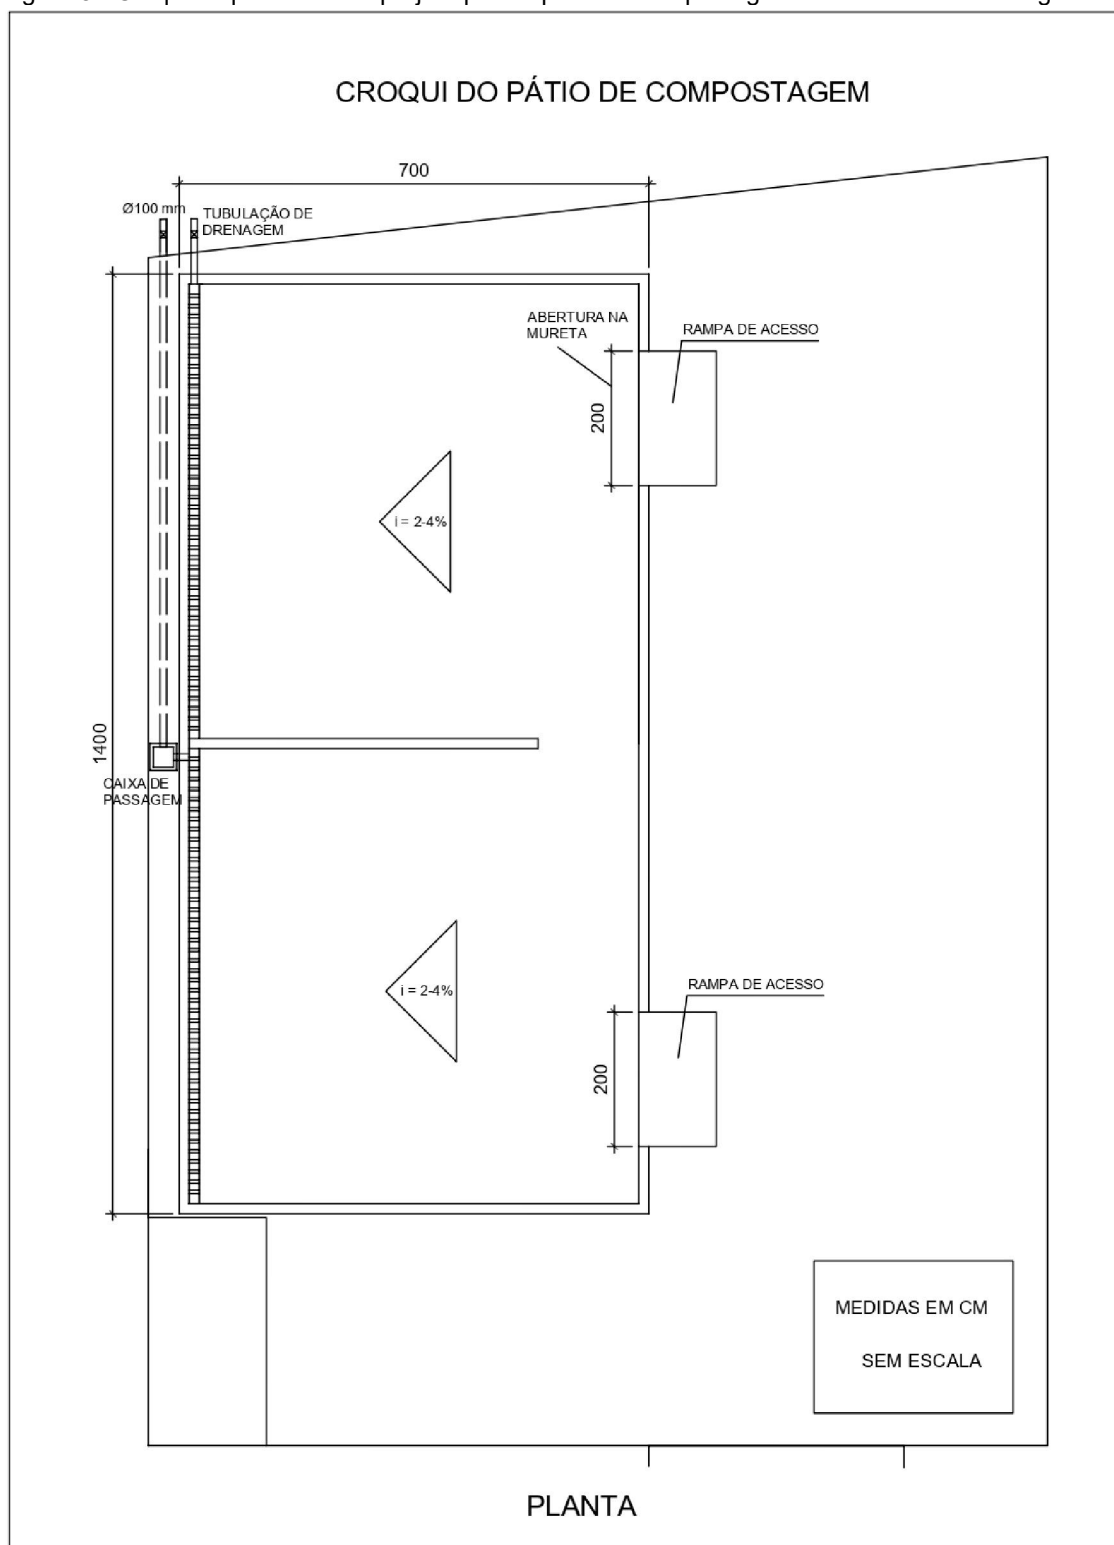 CROQUI DO PÁTIO DE COMPOSTAGEM
700
Ø100 mm
TUBULAÇÃO DE
DRENAGEM
ABERTURA NA
MURETA
RAMPA DE ACESSO
200
i = 2-4%
1400
CAIXA DE
PASSAGEM
RAMPA DE ACESSO
i = 2-4%
200
MEDIDAS EM CM
SEM ESCALA
PLANTA